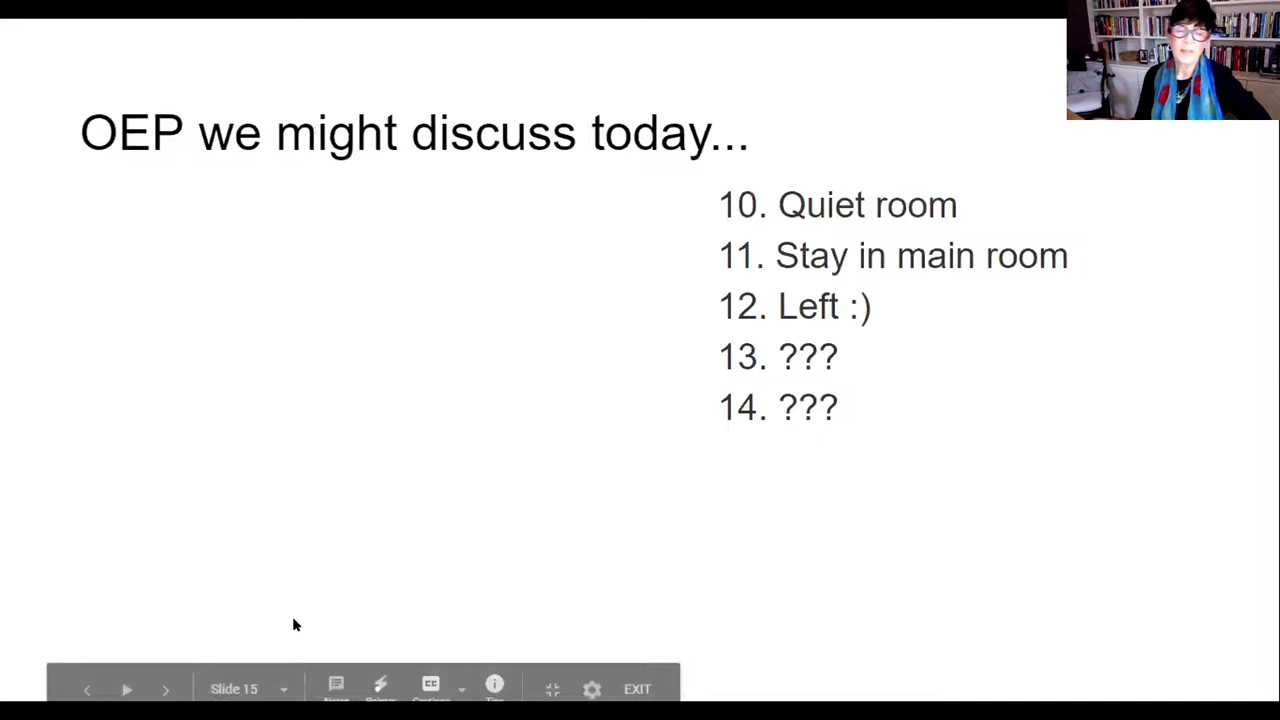 OEP we might discuss today...
10. Quiet room
11. Stay in main room
12. Left :)
13. ???
14. ???
Slide 15
EXIT